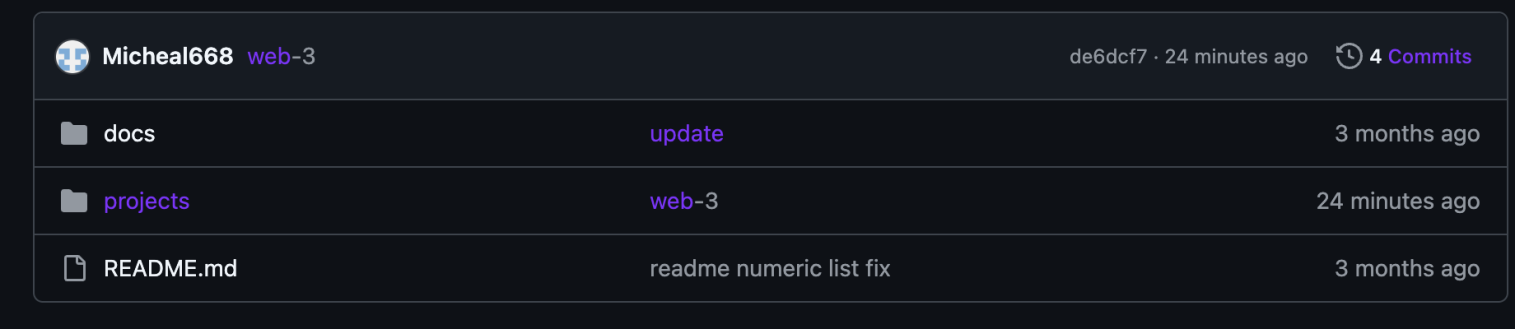 Micheal668 web-3 de6dcf7 · 24 minutes ago 4 Commits
docs update 3 months ago
projects web-3 24 minutes ago
README.md readme numeric list fix 3 months ago